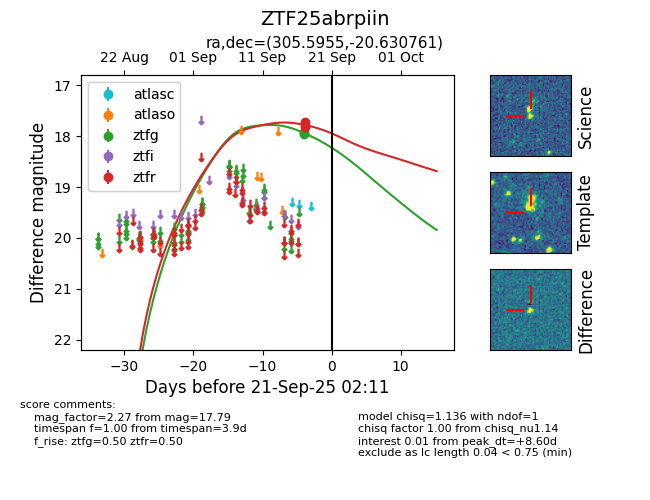 ZTF25abrpiin
ra,dec=(305.5955,-20.630761)
22 Aug 01 Sep 11 Sep 21 Sep 01 Oct
17
18
19
20
21
22
Difference magnitude
atlasc
atlaso
ztfg
ztfi
ztfr
−30 −20 −10 0 10
Days before 21-Sep-25 02:11
Science
Template
Difference
score comments:
mag_factor=2.27 from mag=17.79
timespan f=1.00 from timespan=3.9d
f_rise: ztfg=0.50 ztfr=0.50
model chisq=1.136 with ndof=1
chisq factor 1.00 from chisq_nu1.14
interest 0.01 from peak_dt=+8.60d
exclude as lc length 0.04 < 0.75 (min)